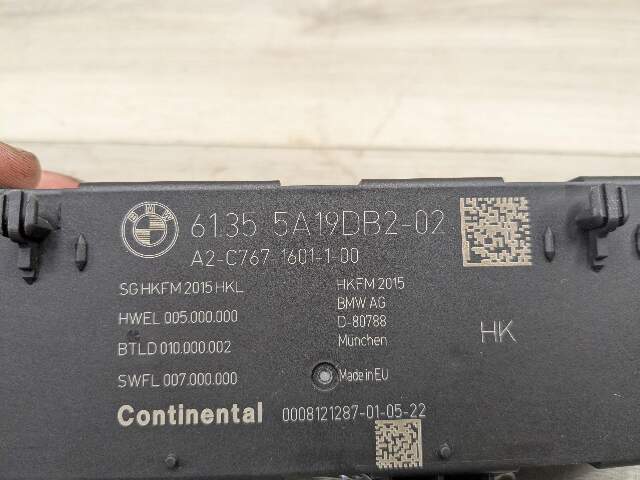 BMW
61.35 5A19DB2-02
A2-C767 1601-1-00
SG HKFM 2015 HKL
HWEL 005.000.000
BTLD 010.000.002
SWFL 007.000.000
HKFM 2015
BMW AG
D-80788
München
Made in EU
HK
Continental 0008121287-01-05-22